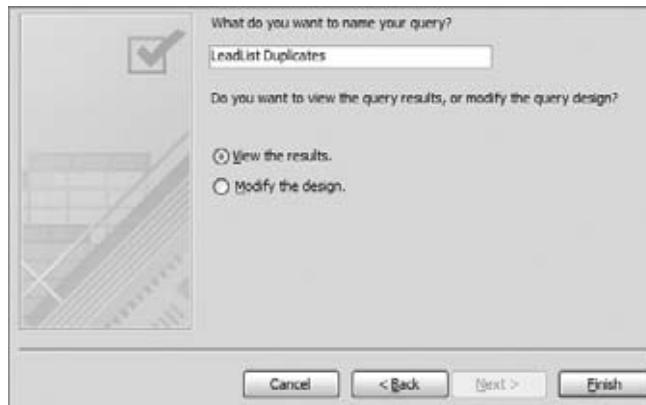 What do you want to name your query?
LeadList Duplicates
Do you want to view the query results, or modify the query design?
View the results.
Modify the design.
Cancel
< Back
Next >
Finish